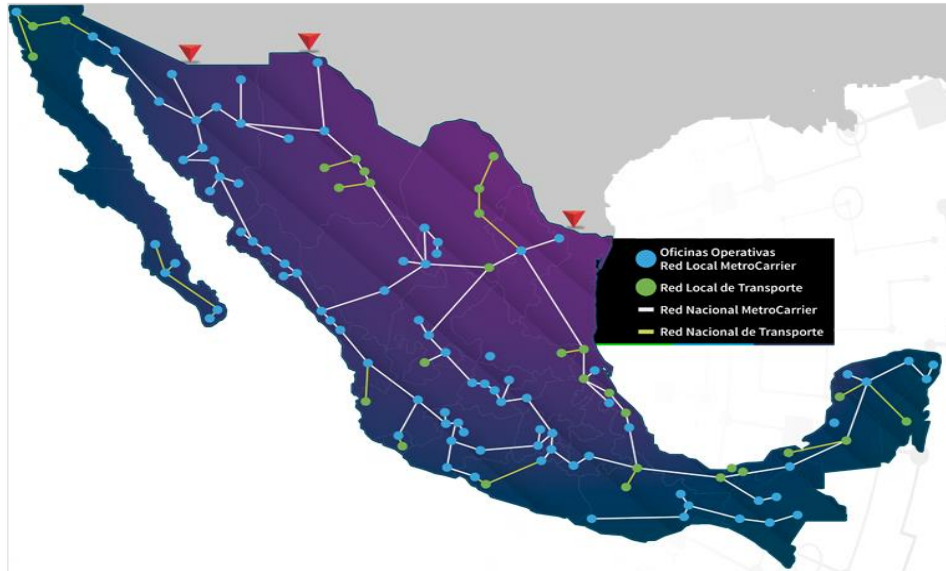 Oficinas Operativas
Red Local MetroCarrier
Red Local de Transporte
Red Nacional MetroCarrier
Red Nacional de Transporte